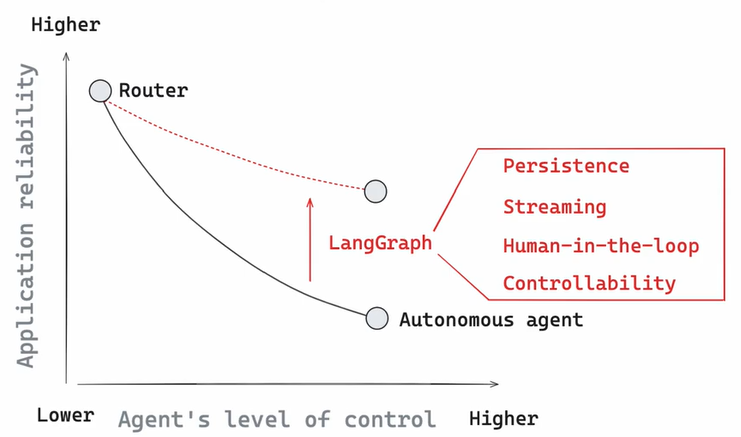 Higher
Application reliability
Router
Persistence
Streaming
LangGraph
Human-in-the-loop
Controllability
Autonomous agent
Lower
Agent's level of control
Higher